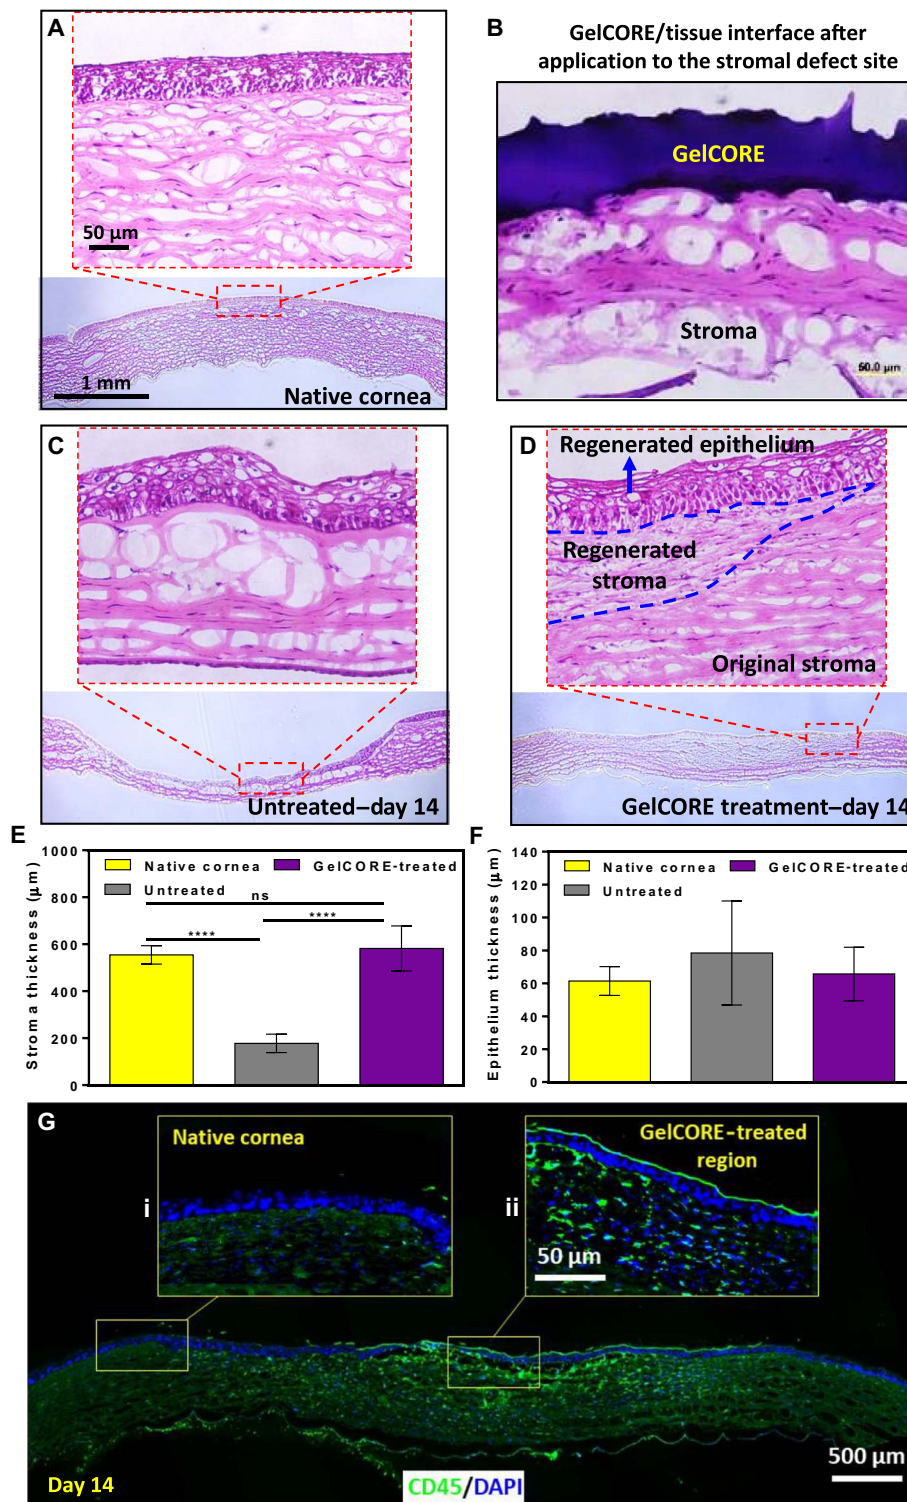 A
50 µm
1 mm
Native cornea
B
GelCORE/tissue interface after
application to the stromal defect site
GelCORE
Stroma
50.0 µm
C
Untreated–day 14
D
Regenerated epithelium
Regenerated
stroma
Original stroma
GelCORE treatment–day 14
E
Stroma thickness (µm)
1000
800
600
400
200
0
Native cornea
GelCORE-treated
Untreated
ns
****
****
F
Epithelium thickness (µm)
140
120
100
80
60
40
20
0
Native cornea
GelCORE-treated
Untreated
G
Native cornea
i
GelCORE-treated
region
ii
50 µm
500 µm
Day 14
CD45/DAPI